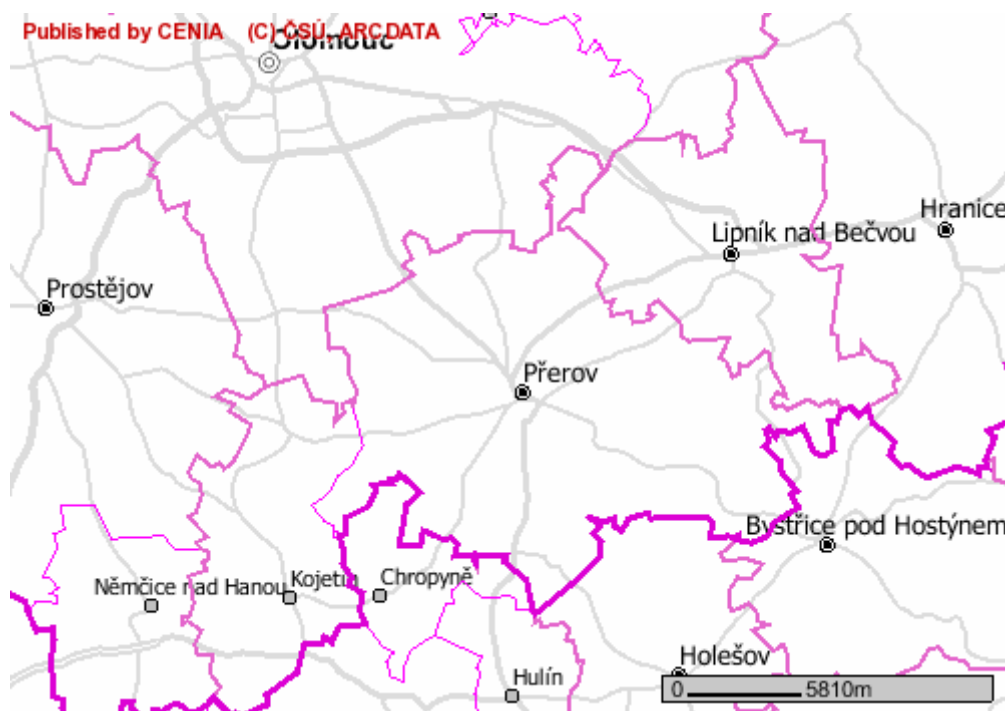 Published by CENIA (C) ČSÚ, ARCDATA
Olomouc
Hranice
Lipník nad Bečvou
Prostějov
Přerov
Bystřice pod Hostýnem
Němčice nad Hanou
Kojetín
Chropyně
Holešov
Hulín
0 5810m